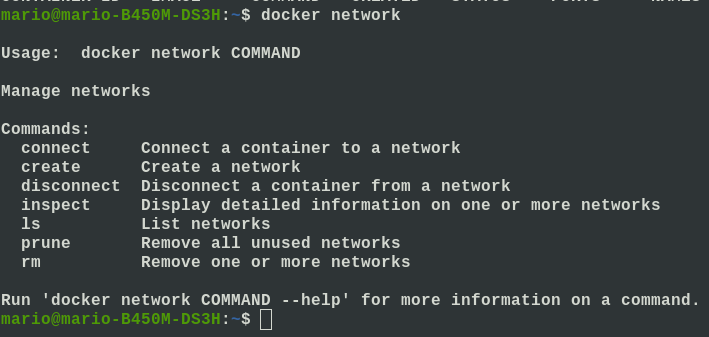 mario@mario-B450M-DS3H:~$ docker network

Usage:  docker network COMMAND

Manage networks

Commands:
  connect     Connect a container to a network
  create      Create a network
  disconnect  Disconnect a container from a network
  inspect     Display detailed information on one or more networks
  ls          List networks
  prune       Remove all unused networks
  rm          Remove one or more networks

Run 'docker network COMMAND --help' for more information on a command.
mario@mario-B450M-DS3H:~$